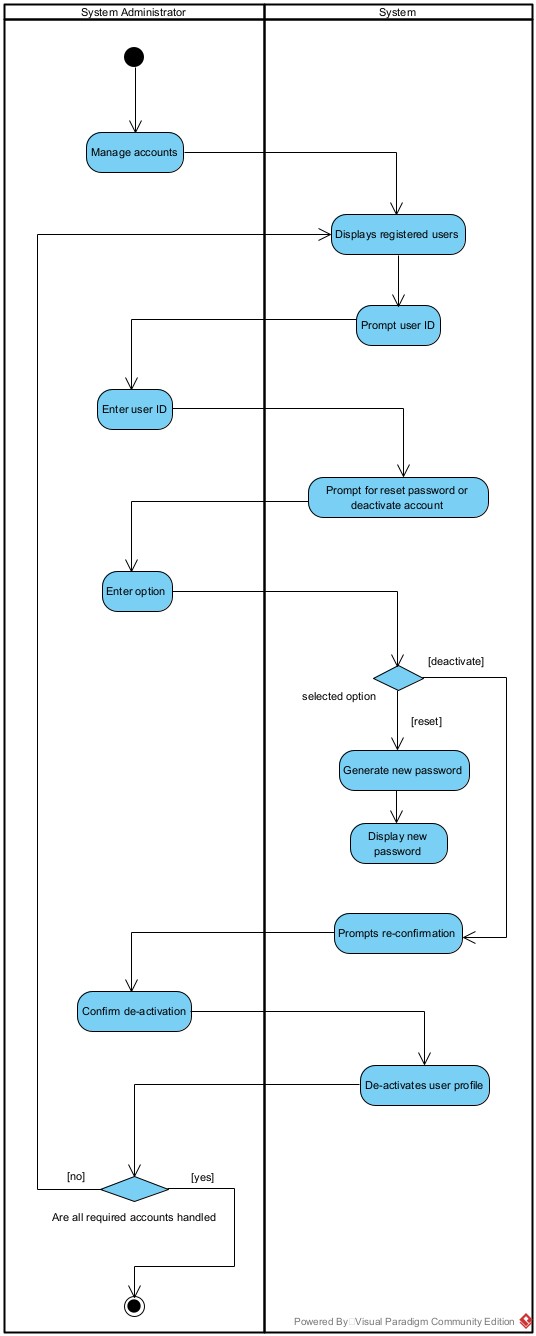 System Administrator
System
Manage accounts
Displays registered users
Prompt user ID
Enter user ID
Prompt for reset password or
deactivate account
Enter option
[deactivate]
selected option
[reset]
Generate new password
Display new
password
Prompts re-confirmation
Confirm de-activation
De-activates user profile
[no]
[yes]
Are all required accounts handled
Powered By Visual Paradigm Community Edition